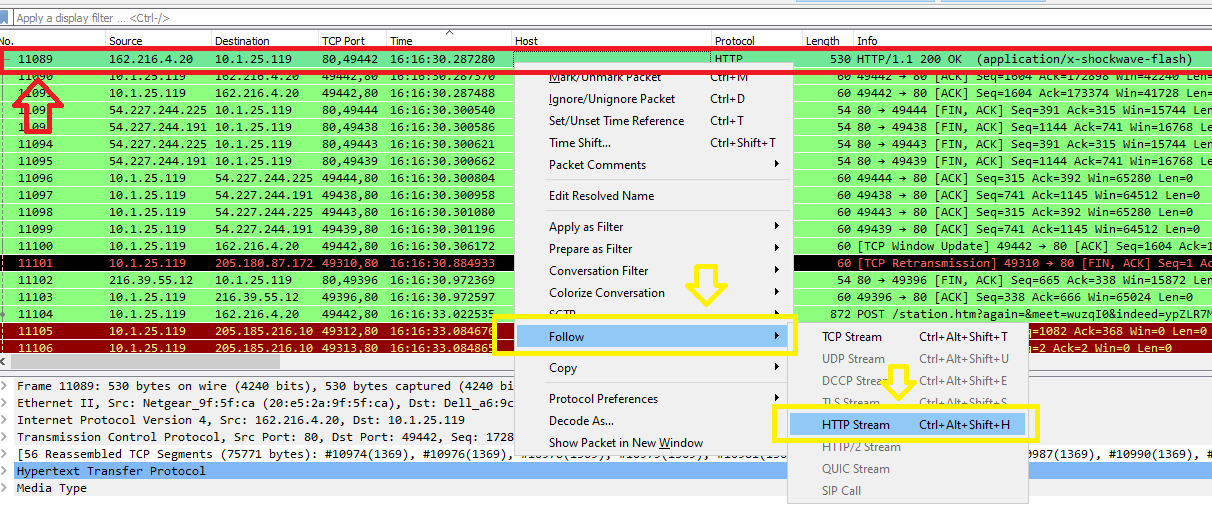 Apply a display filter ... <Ctrl-/>
No. Source Destination TCP Port Time Host Protocol Length Info
11089 162.216.4.20 10.1.25.119 80,49442 16:16:30.287280 HTTP 530 HTTP/1.1 200 OK (application/x-shockwave-flash)
11090 10.1.25.119 162.216.4.20 49442,80 16:16:30.287370 60 49442 → 80 [ACK] Seq=1604 Ack=172898 Win=42240 Len=
10.1.25.119 162.216.4.20 49442,80 16:16:30.287488 60 49442 → 80 [ACK] Seq=1604 Ack=173374 Win=41728 Len=
54.227.244.225 10.1.25.119 80,49444 16:16:30.300540 54 80 → 49444 [FIN, ACK] Seq=391 Ack=315 Win=15744
54.227.244.191 10.1.25.119 80,49438 16:16:30.300586 54 80 → 49438 [FIN, ACK] Seq=1144 Ack=741 Win=16768
11094 54.227.244.225 10.1.25.119 80,49443 16:16:30.300621 54 80 → 49443 [FIN, ACK] Seq=391 Ack=315 Win=15744
11095 54.227.244.191 10.1.25.119 80,49439 16:16:30.300662 54 80 → 49439 [FIN, ACK] Seq=1144 Ack=741 Win=16768
11096 10.1.25.119 54.227.244.225 49444,80 16:16:30.300804 60 49444 → 80 [ACK] Seq=315 Ack=392 Win=65280 Len=0
11097 10.1.25.119 54.227.244.191 49438,80 16:16:30.300958 60 49438 → 80 [ACK] Seq=741 Ack=1145 Win=64512 Len=0
11098 10.1.25.119 54.227.244.225 49443,80 16:16:30.301080 60 49443 → 80 [ACK] Seq=315 Ack=392 Win=65280 Len=0
11099 10.1.25.119 54.227.244.191 49439,80 16:16:30.301196 60 49439 → 80 [ACK] Seq=741 Ack=1145 Win=64512 Len=0
11100 10.1.25.119 162.216.4.20 49442,80 16:16:30.306172 60 [TCP Window Update] 49442 → 80 [ACK] Seq=1604 Ack=1
11101 10.1.25.119 205.180.87.172 49310,80 16:16:30.884933 60 [TCP Retransmission] 49310 → 80 [FIN, ACK] Seq=1 Ac
11102 216.39.55.12 10.1.25.119 80,49396 16:16:30.972369 54 80 → 49396 [FIN, ACK] Seq=665 Ack=338 Win=15872
11103 10.1.25.119 216.39.55.12 49396,80 16:16:30.972597 60 49396 → 80 [ACK] Seq=338 Ack=666 Win=65024 Len=0
11104 10.1.25.119 162.216.4.20 49442,80 16:16:33.022535 872 POST /station.htm?again=&meet=wuzqI0&indeed=ypZLR7M
11105 10.1.25.119 205.185.216.10 49312,80 16:16:33.084676 =1082 Ack=368 Win=0 Len=0
11106 10.1.25.119 205.185.216.10 49313,80 16:16:33.084865 =2 Ack=2 Win=0 Len=0
Mark/Unmark Packet Ctrl+M
Ignore/Unignore Packet Ctrl+D
Set/Unset Time Reference Ctrl+T
Time Shift... Ctrl+Shift+T
Packet Comments
Edit Resolved Name
Apply as Filter
Prepare as Filter
Conversation Filter
Colorize Conversation
SCTP
Follow
Copy
Protocol Preferences
Decode As...
Show Packet in New Window
TCP Stream Ctrl+Alt+Shift+T
UDP Stream Ctrl+Alt+Shift+U
DCCP Stream Ctrl+Alt+Shift+E
TLS Stream Ctrl+Alt+Shift+S
HTTP Stream Ctrl+Alt+Shift+H
HTTP/2 Stream
QUIC Stream
SIP Call
Frame 11089: 530 bytes on wire (4240 bits), 530 bytes captured (4240 bits)
Ethernet II, Src: Netgear_9f:5f:ca (20:e5:2a:9f:5f:ca), Dst: Dell_a6:9c
Internet Protocol Version 4, Src: 162.216.4.20, Dst: 10.1.25.119
Transmission Control Protocol, Src Port: 80, Dst Port: 49442, Seq: 1728
[56 Reassembled TCP Segments (75771 bytes): #10974(1369), #10976(1369), 0987(1369), #10990(1369),
Hypertext Transfer Protocol
Media Type